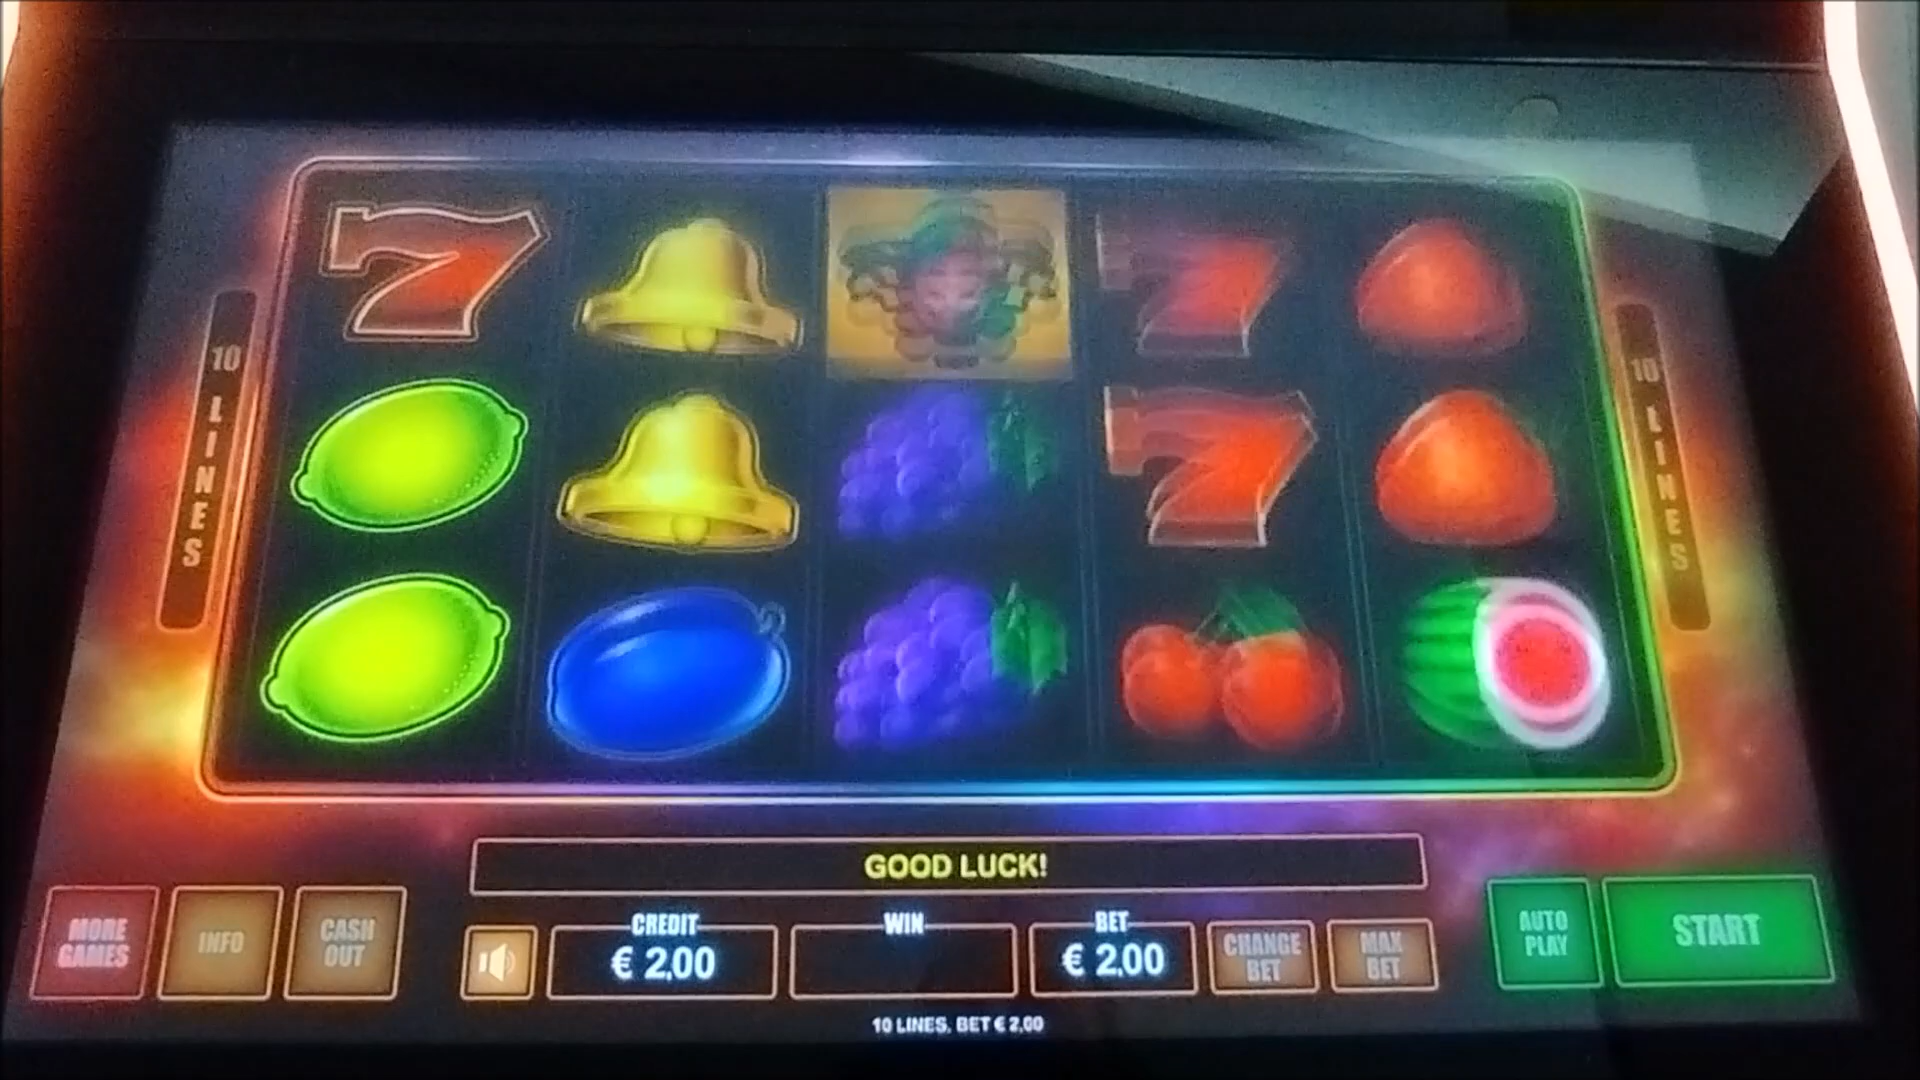 10 LINES
10 LINES
GOOD LUCK!
MORE GAMES
INFO
CASH OUT
CREDIT
€ 2,00
WIN
BET
€ 2,00
CHANGE BET
MAX BET
AUTO PLAY
START
10 LINES, BET € 2,00